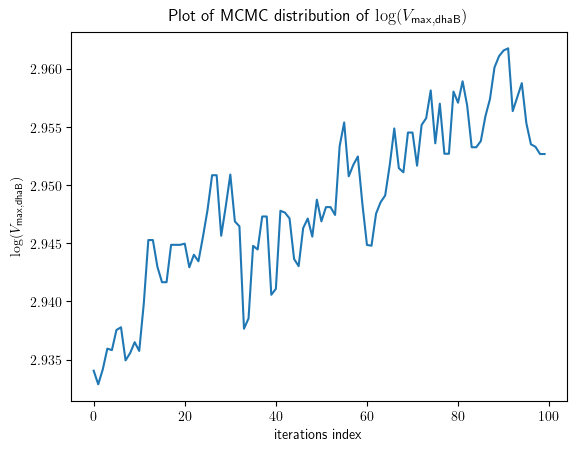 Plot of MCMC distribution of log(V_max,dhaB)
log(V_max,dhaB)
2.960
2.955
2.950
2.945
2.940
2.935
0 20 40 60 80 100
iterations index